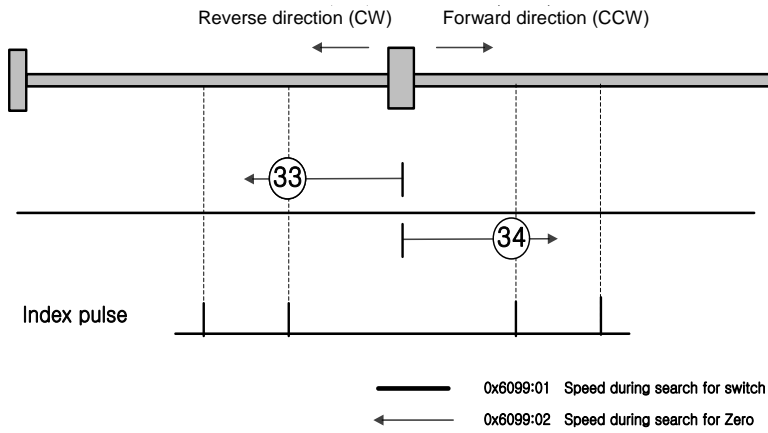 Reverse direction (CW)
Forward direction (CCW)
33
34
Index pulse
0x6099:01 Speed during search for switch
0x6099:02 Speed during search for Zero